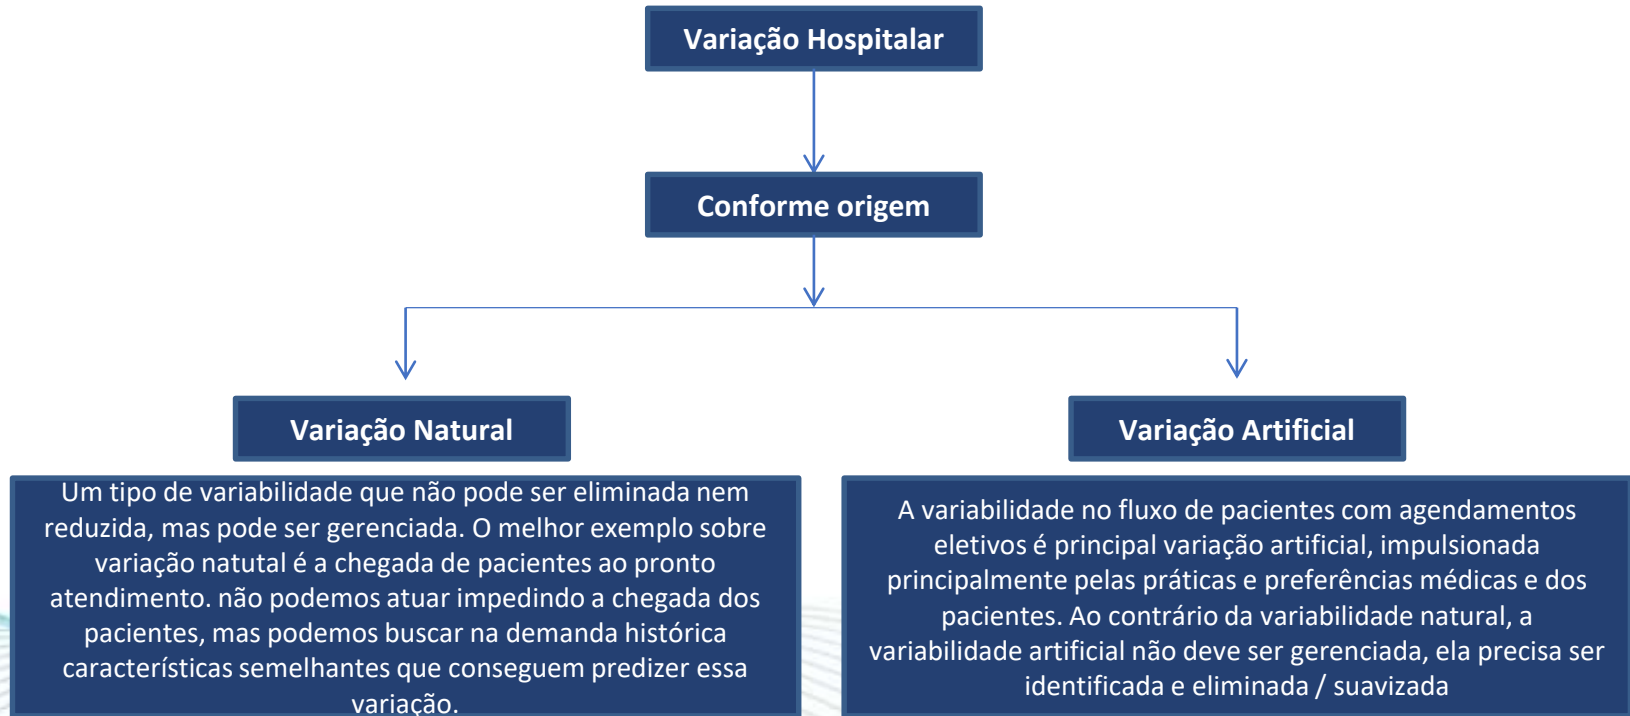 Variação Hospitalar
Conforme origem
Variação Natural
Um tipo de variabilidade que não pode ser eliminada nem
reduzida, mas pode ser gerenciada. O melhor exemplo sobre
variação natutal é a chegada de pacientes ao pronto
atendimento. não podemos atuar impedindo a chegada dos
pacientes, mas podemos buscar na demanda histórica
características semelhantes que conseguem predizer essa
variação.
Variação Artificial
A variabilidade no fluxo de pacientes com agendamentos
eletivos é principal variação artificial, impulsionada
principalmente pelas práticas e preferências médicas e dos
pacientes. Ao contrário da variabilidade natural, a
variabilidade artificial não deve ser gerenciada, ela precisa ser
identificada e eliminada / suavizada